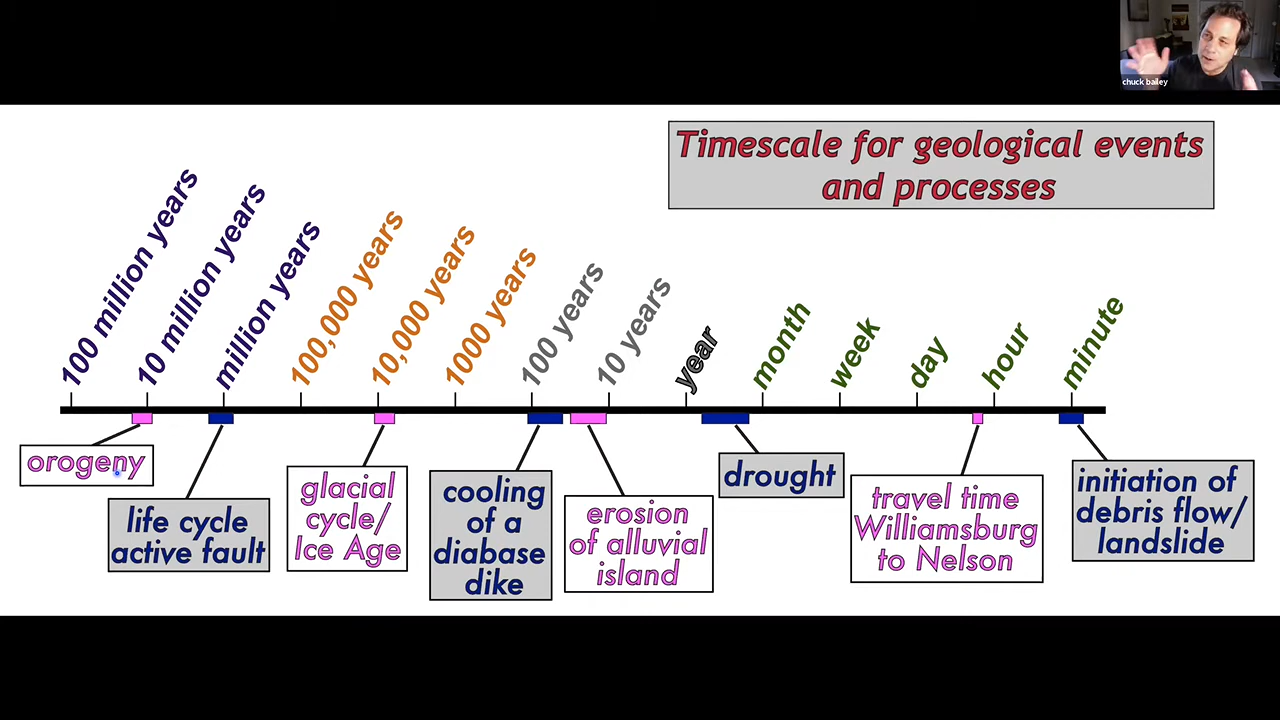 chuck bailey
Timescale for geological events
and processes
100 million years
10 million years
million years
100,000 years
10,000 years
1000 years
100 years
10 years
year
month
week
day
hour
minute
orogeny
life cycle
active fault
glacial
cycle/
Ice Age
cooling
of a
diabase
dike
erosion
of alluvial
island
drought
travel time
Williamsburg
to Nelson
initiation of
debris flow/
landslide